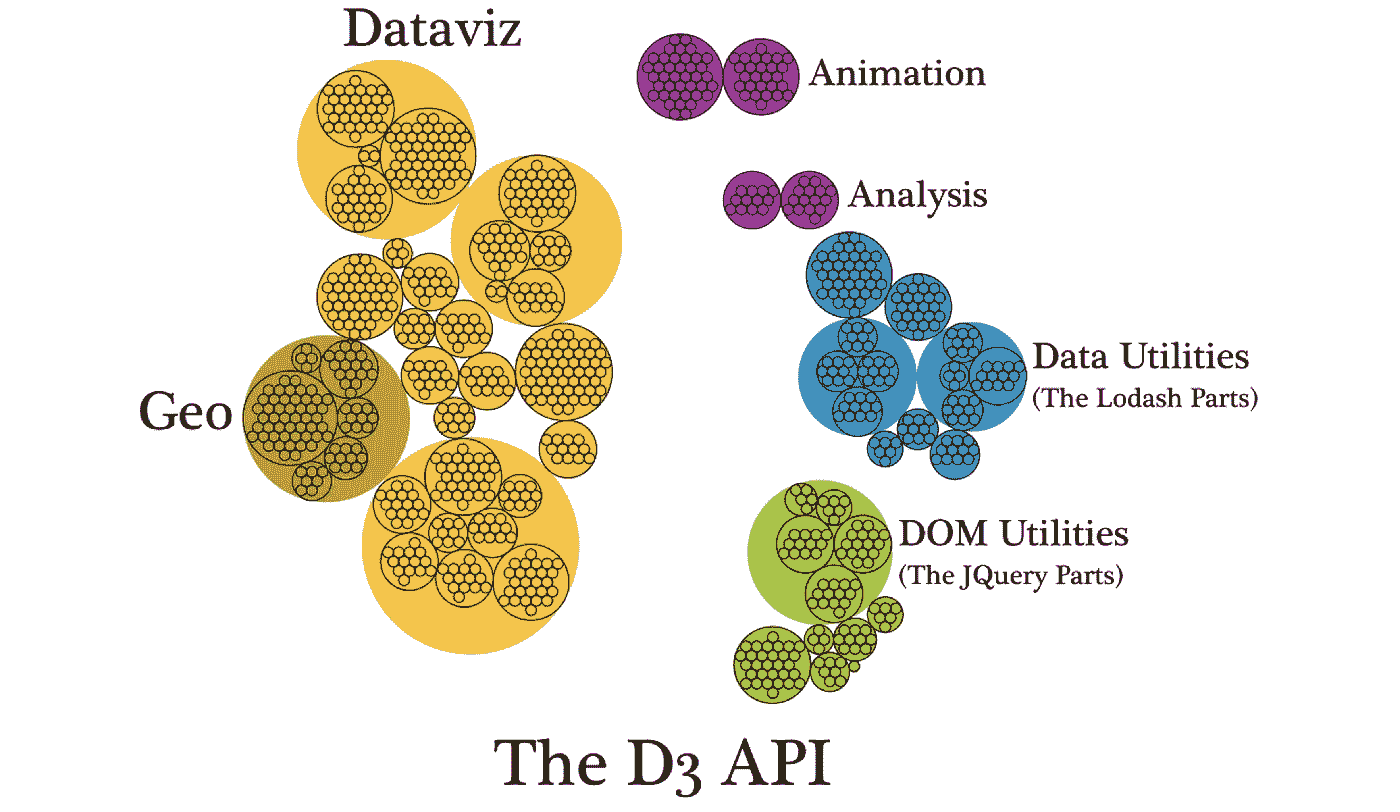 Dataviz
Animation
Analysis
Data Utilities
(The Lodash Parts)
Geo
DOM Utilities
(The JQuery Parts)
The D3 API